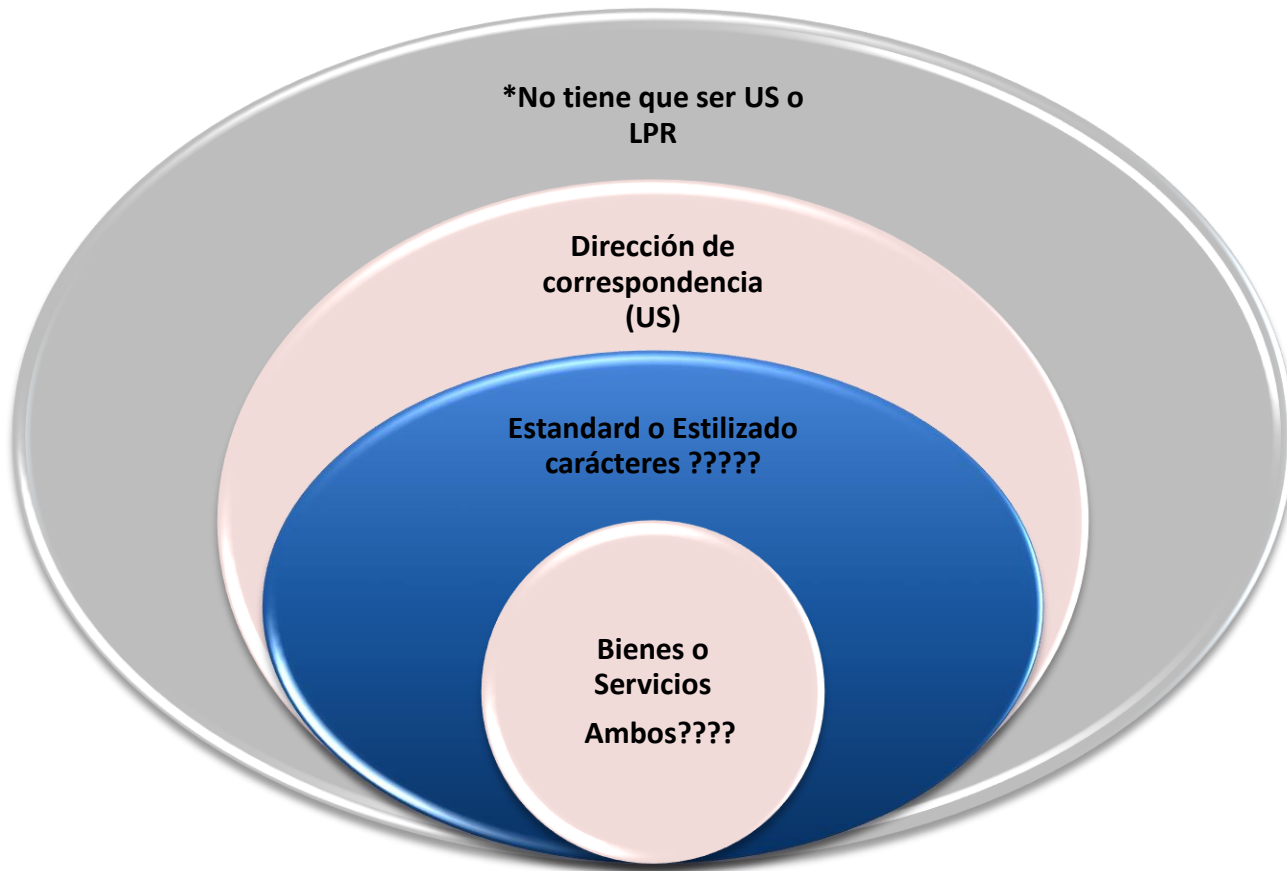 *No tiene que ser US o
LPR
Dirección de
correspondencia
(US)
Estandard o Estilizado
carácteres ?????
Bienes o
Servicios
Ambos????